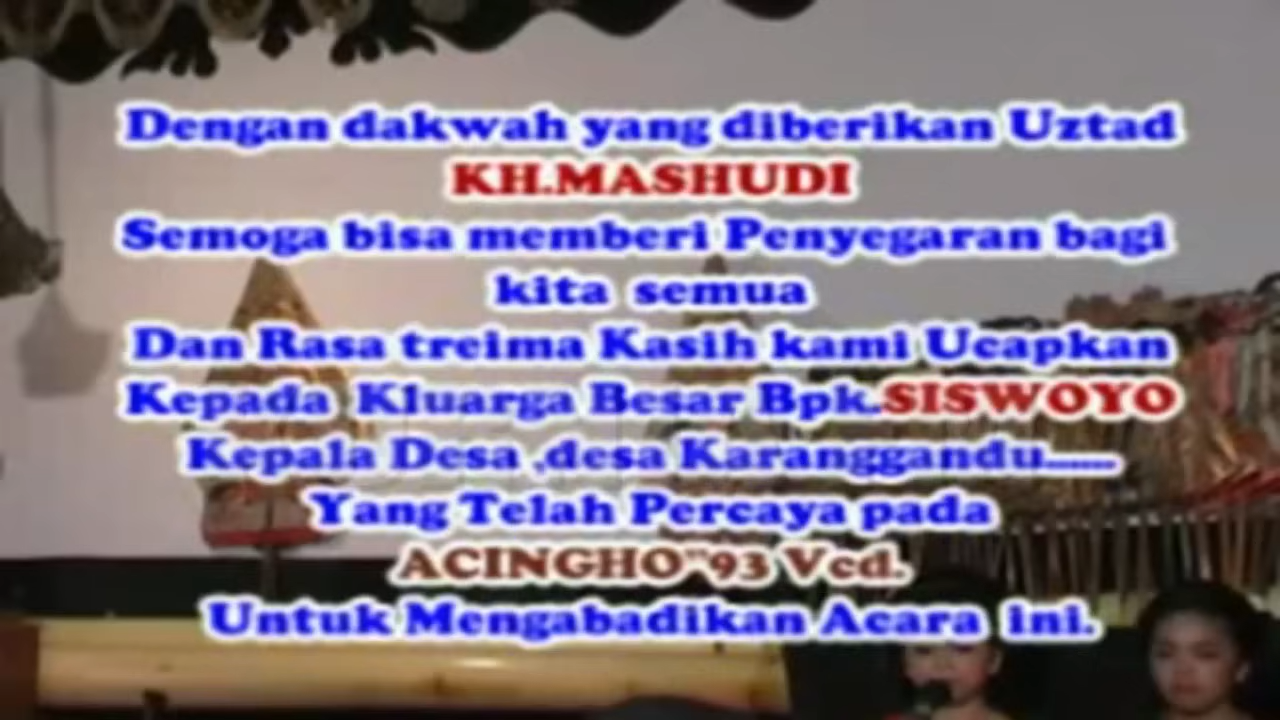 Dengan dakwah yang diberikan Uztad
KH.MASHUDI
Semoga bisa memberi Penyegaran bagi
kita semua
Dan Rasa treima Kasih kami Ucapkan
Kepada Kluarga Besar Bpk.SISWOYO
Kepala Desa ,desa Karanggandu......
Yang Telah Percaya pada
ACINGHO"93 Vcd.
Untuk Mengabadikan Acara ini.